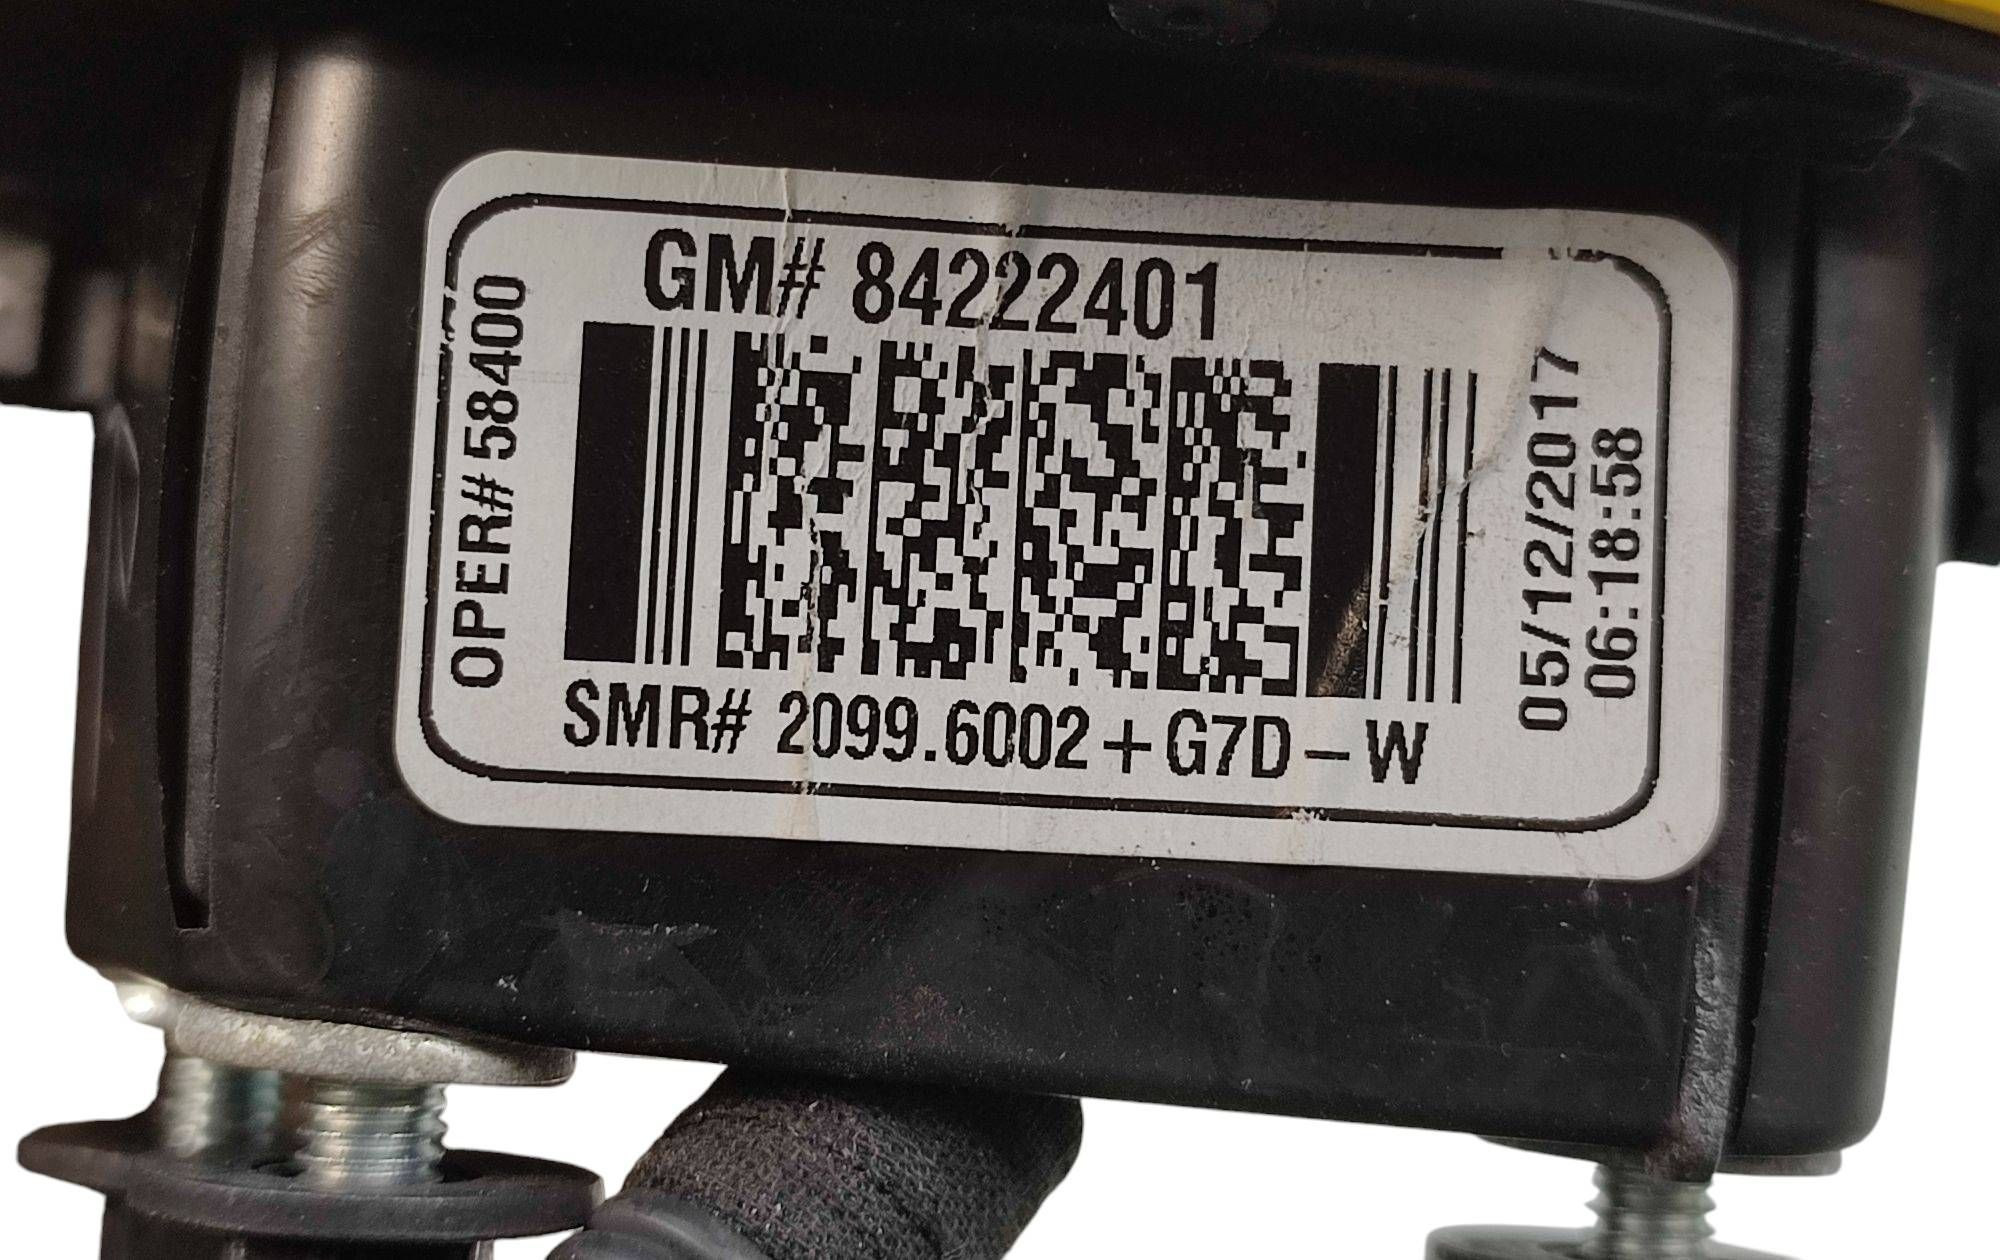 GM# 84222401
OPER# 58400
SMR# 2099.6002+G7D-W
05/12/2017
06:18:58